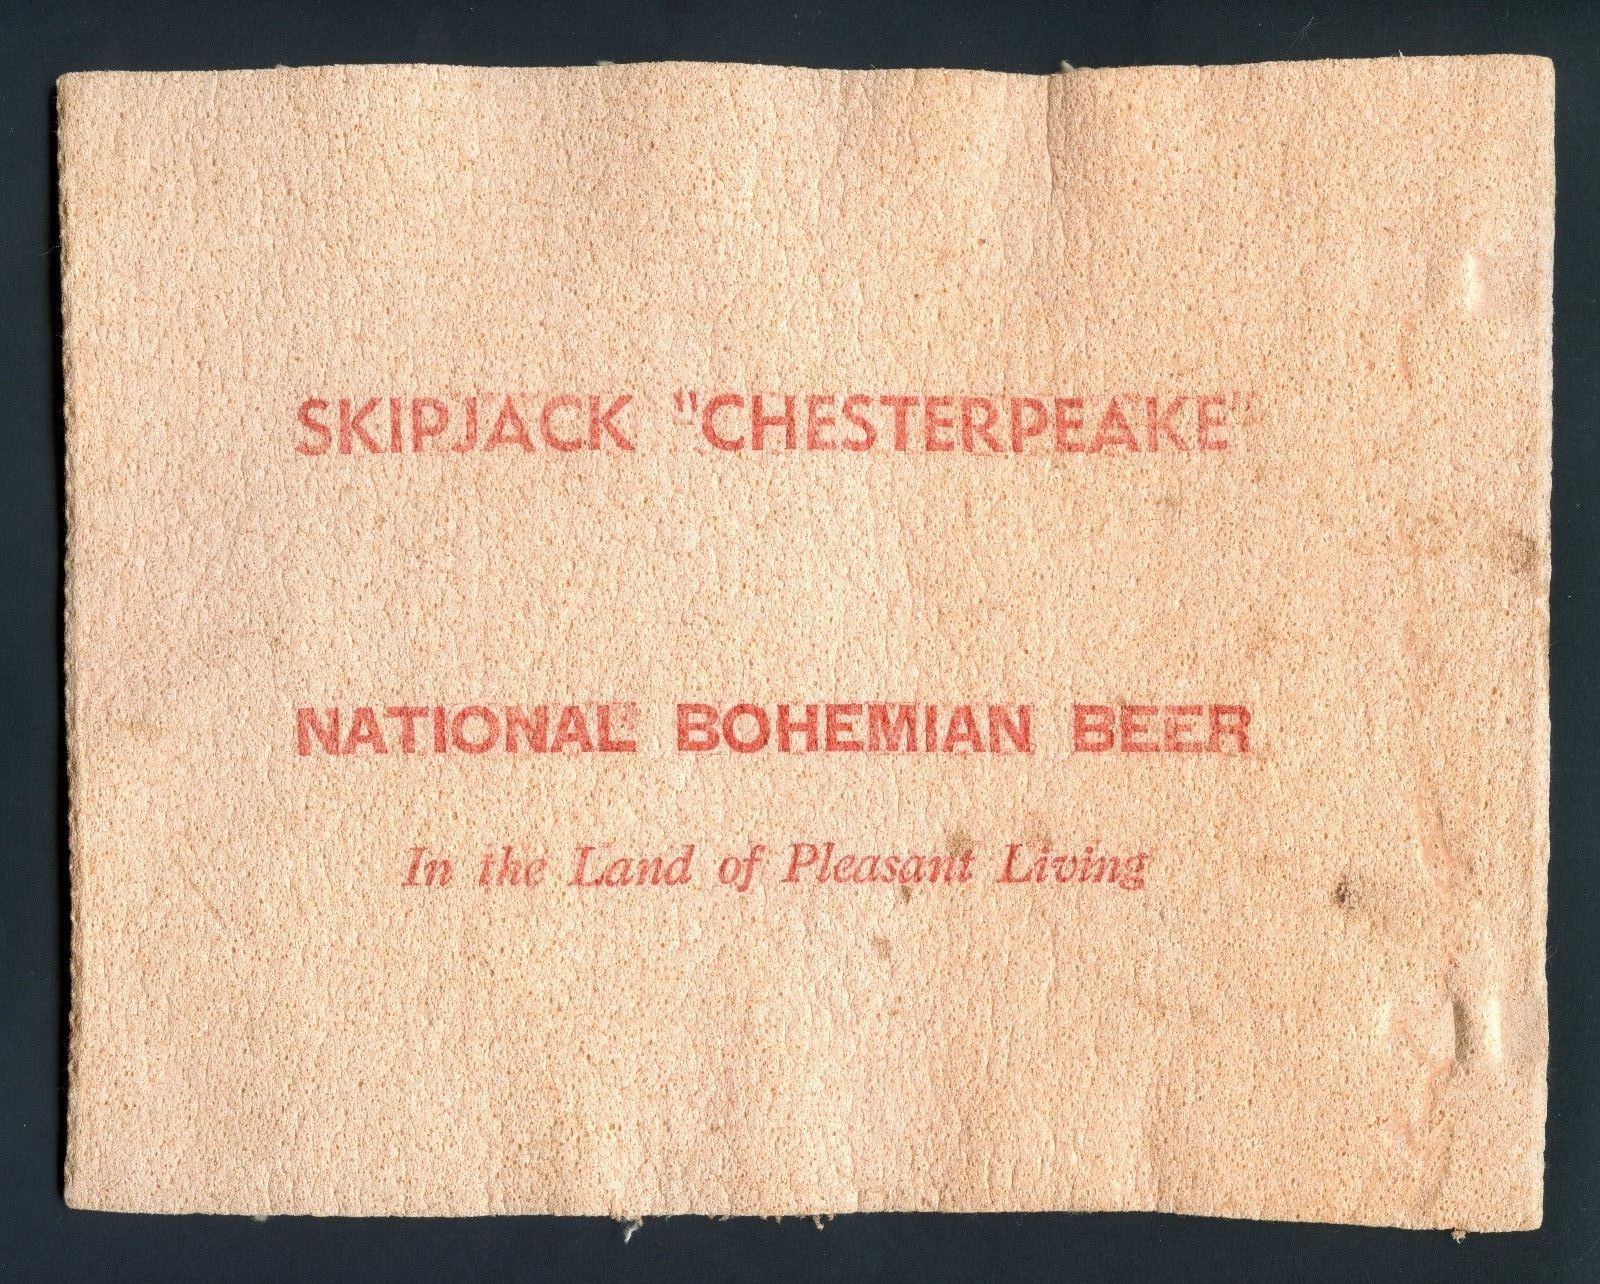 SKIPJACK "CHESTERPEAKE"
NATIONAL BOHEMIAN BEER
In the Land of Pleasant Living